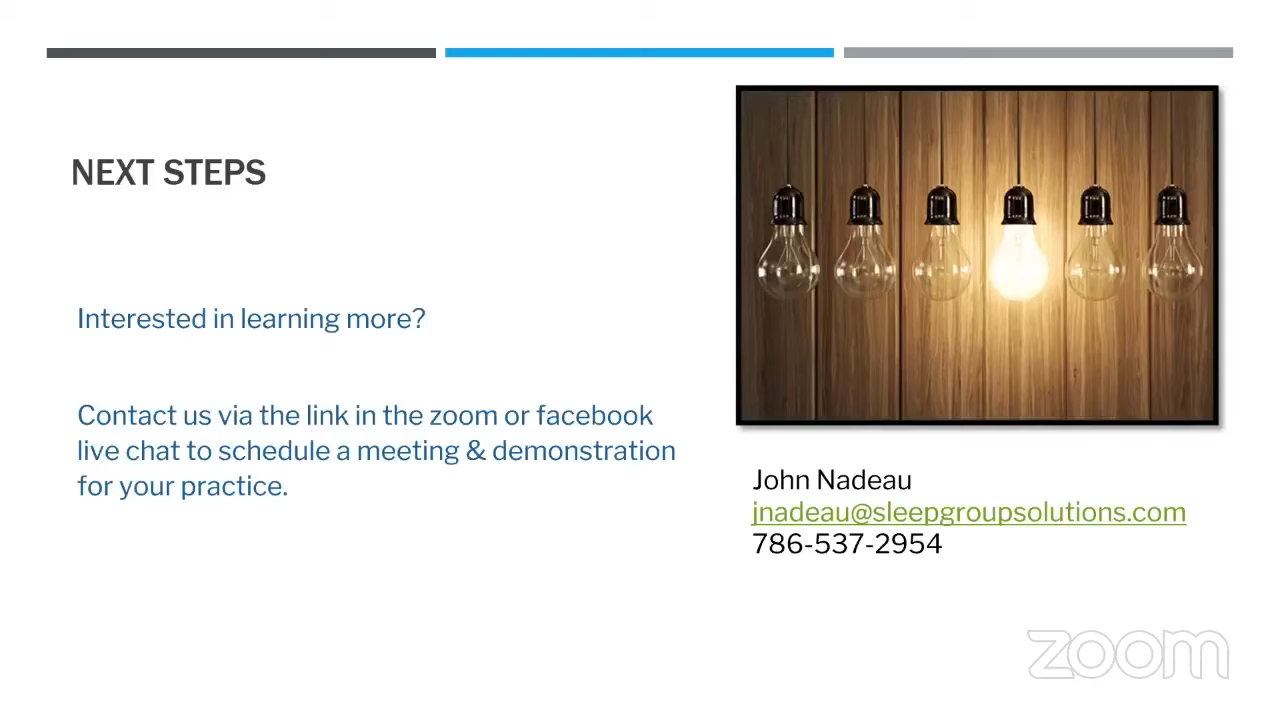 NEXT STEPS
Interested in learning more?
Contact us via the link in the zoom or facebook
live chat to schedule a meeting & demonstration
for your practice.
John Nadeau
jnadeau@sleepgroupsolutions.com
786-537-2954
zoom